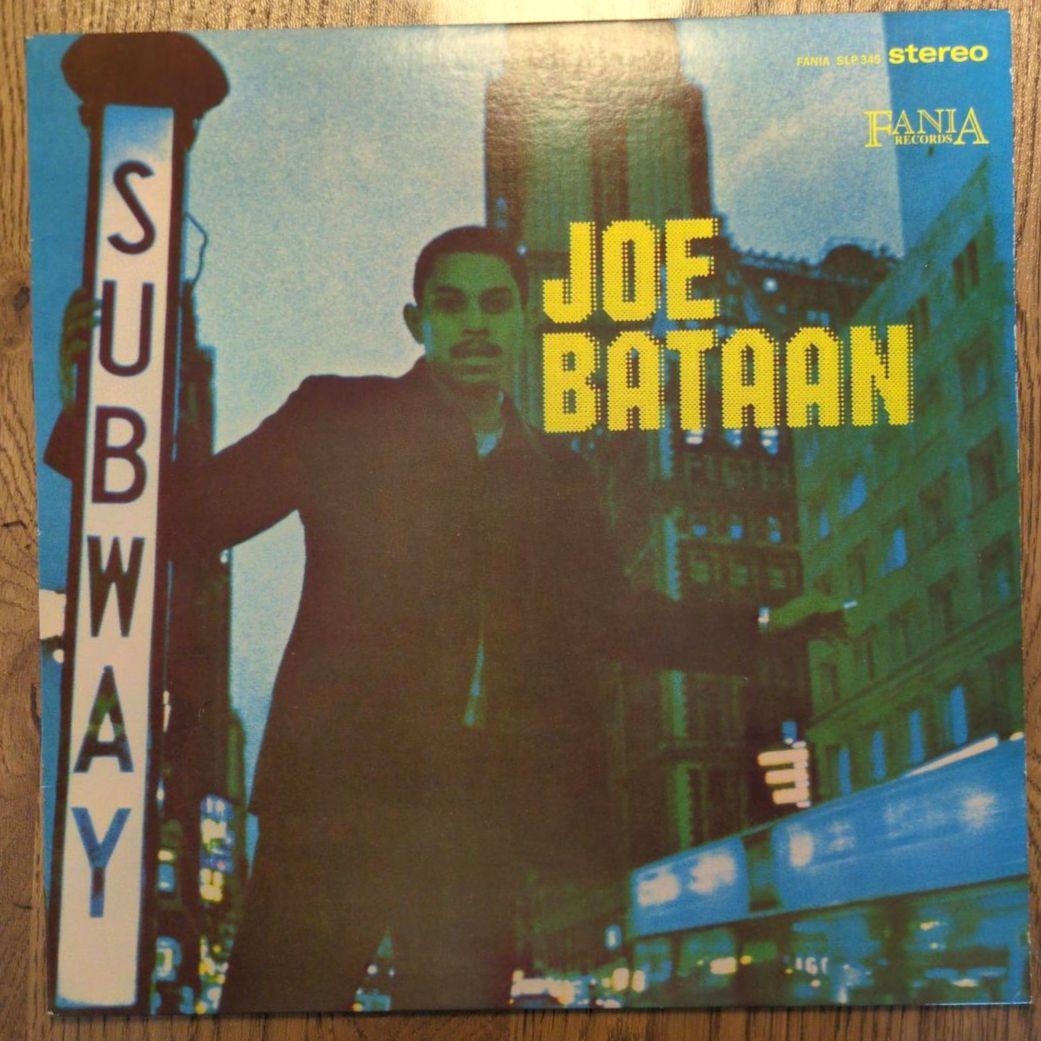 FANIA SLP 345 stereo
FANIA
RECORDS
SUBWAY
JOE
BATAAN